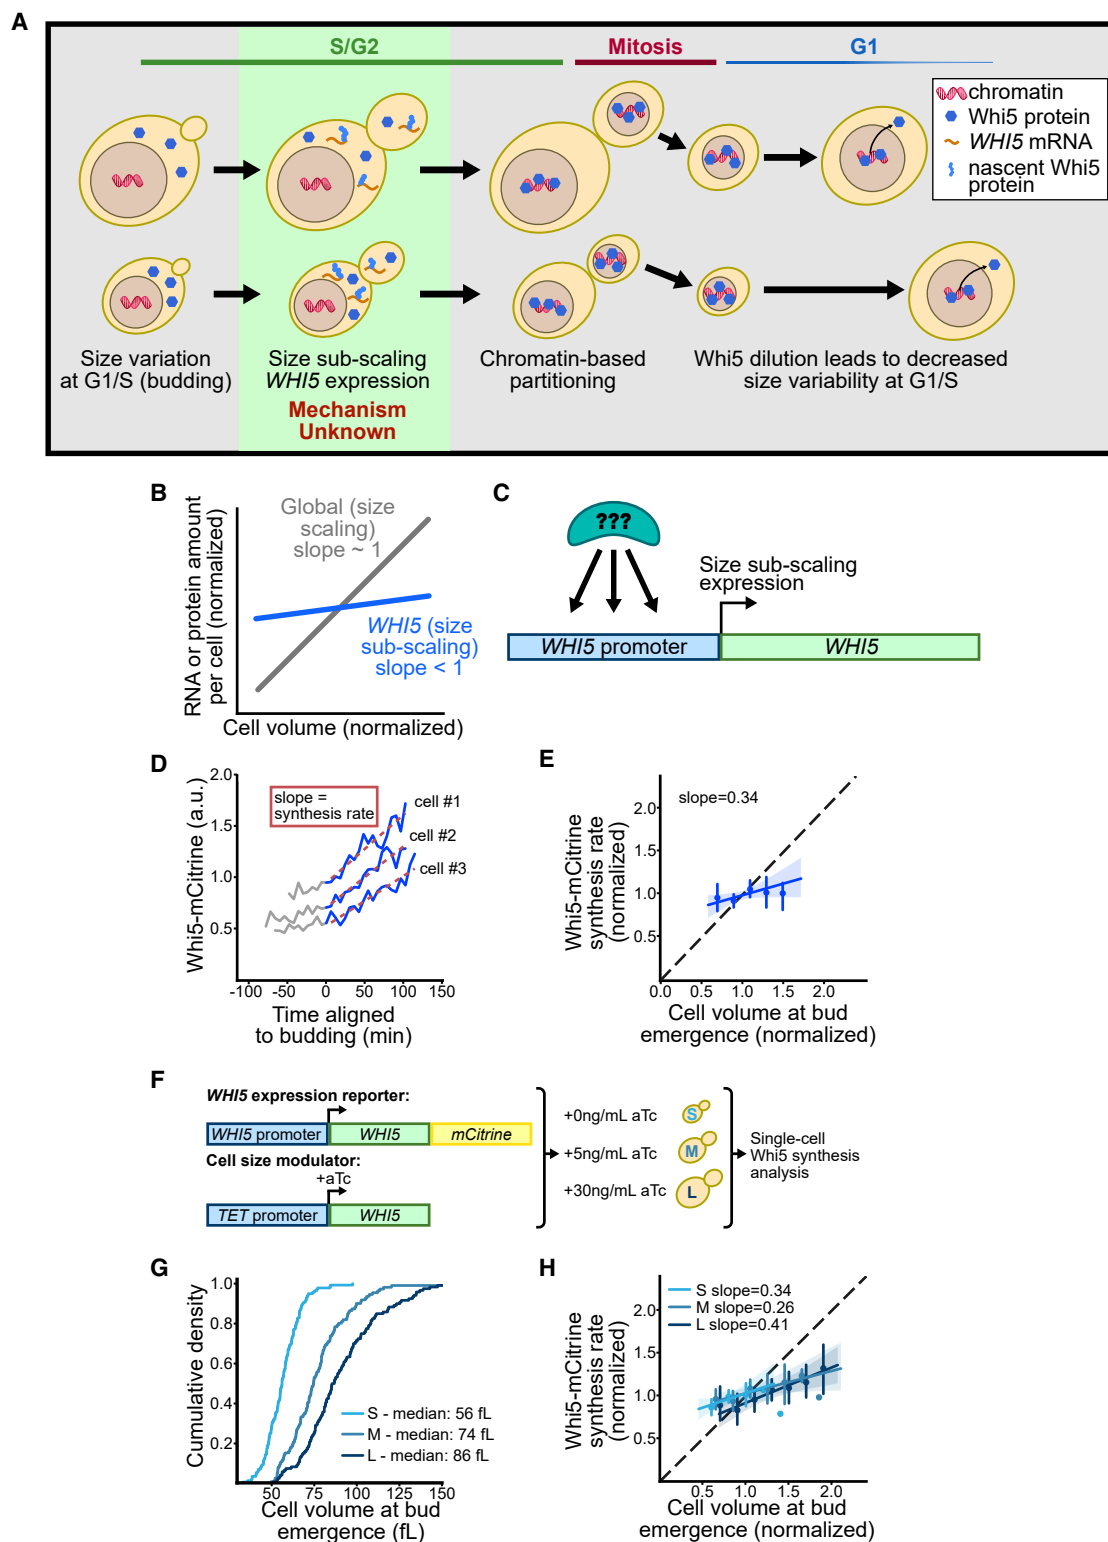 A
S/G2
Mitosis
G1
chromatin
Whi5 protein
WHI5 mRNA
nascent Whi5
protein
Size variation
at G1/S (budding)
Size sub-scaling
WHI5 expression
Mechanism
Unknown
Chromatin-based
partitioning
Whi5 dilution leads to decreased
size variability at G1/S
B
RNA or protein amount
per cell (normalized)
Global (size
scaling)
slope ~ 1
WHI5 (size
sub-scaling)
slope < 1
Cell volume (normalized)
C
???
Size sub-scaling
expression
WHI5 promoter
WHI5
D
Whi5-mCitrine (a.u.)
2.0
1.5
1.0
0.5
slope =
synthesis rate
cell #1
cell #2
cell #3
-100 -50 0 50 100 150
Time aligned
to budding (min)
E
Whi5-mCitrine
synthesis rate
(normalized)
slope=0.34
2.0
1.5
1.0
0.5
0.0 0.5 1.0 1.5 2.0
Cell volume at bud
emergence (normalized)
F
WHI5 expression reporter:
WHI5 promoter WHI5 mCitrine
Cell size modulator:
+aTc
TET promoter WHI5
+0ng/mL aTc S
+5ng/mL aTc M
+30ng/mL aTc L
Single-cell
Whi5 synthesis
analysis
G
Cumulative density
1.0
0.8
0.6
0.4
0.2
S - median: 56 fL
M - median: 74 fL
L - median: 86 fL
50 75 100 125 150
Cell volume at bud
emergence (fL)
H
Whi5-mCitrine
synthesis rate
(normalized)
S slope=0.34
M slope=0.26
L slope=0.41
2.0
1.5
1.0
0.5
0.5 1.0 1.5 2.0
Cell volume at bud
emergence (normalized)